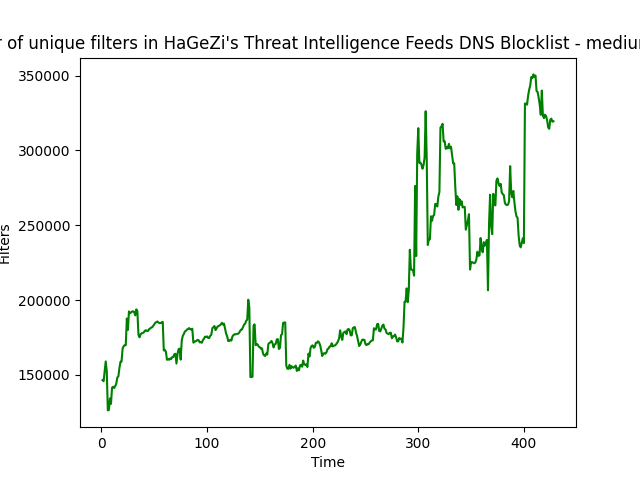 r of unique filters in HaGeZi's Threat Intelligence Feeds DNS Blocklist - medium
350000
300000
250000
200000
150000
Filters
0 100 200 300 400
Time